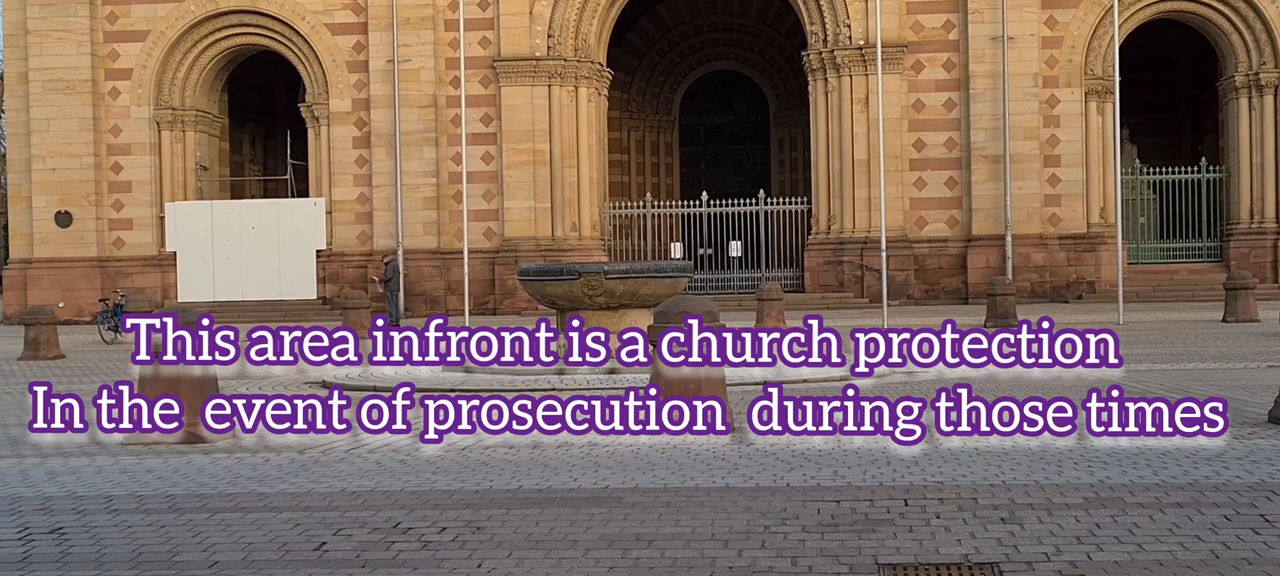 This area infront is a church protection
In the event of prosecution during those times